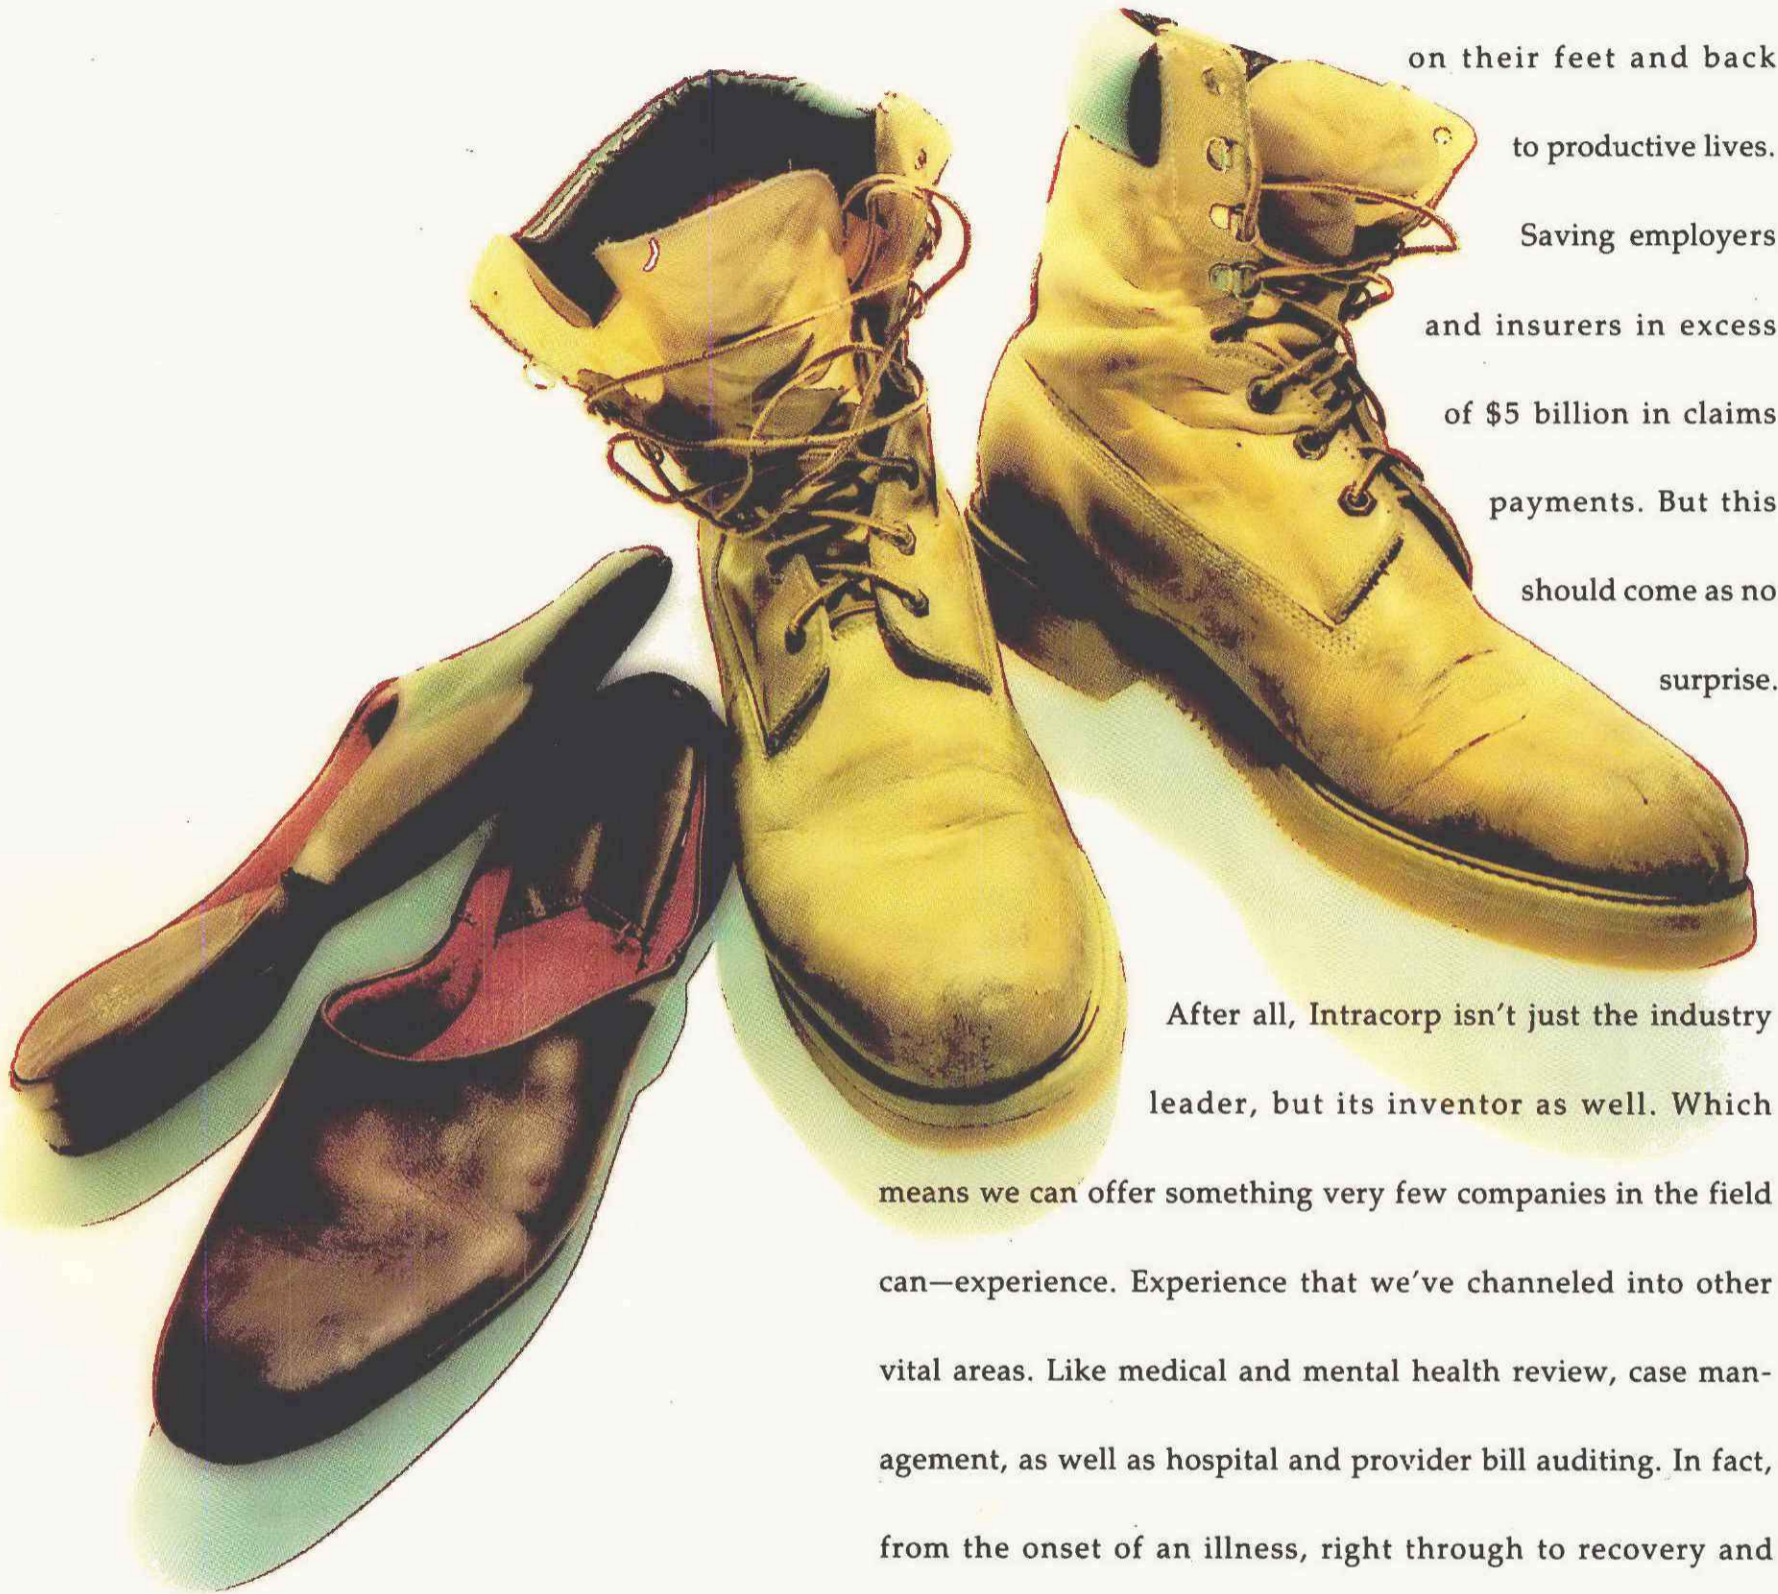 on their feet and back
to productive lives.
Saving employers
and insurers in excess
of $5 billion in claims
payments. But this
should come as no
surprise.
After all, Intracorp isn't just the industry
leader, but its inventor as well. Which
means we can offer something very few companies in the field
can—experience. Experience that we've channeled into other
vital areas. Like medical and mental health review, case man-
agement, as well as hospital and provider bill auditing. In fact,
from the onset of an illness, right through to recovery and